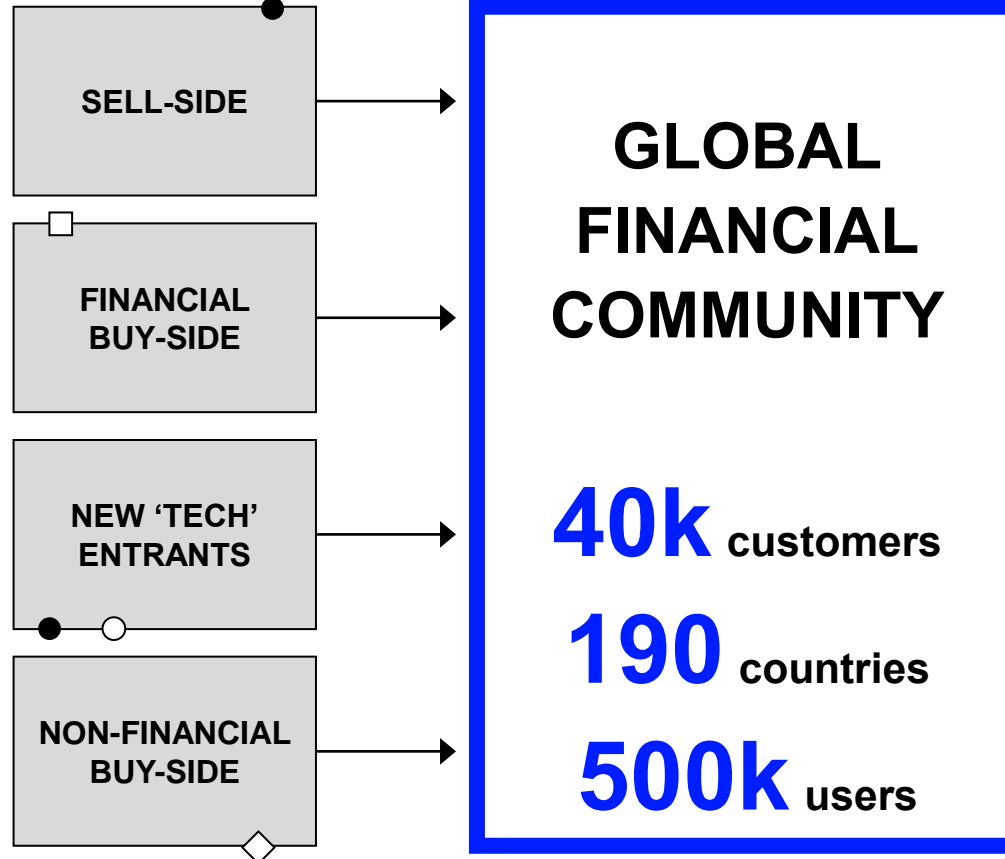 SELL-SIDE
FINANCIAL
BUY-SIDE
NEW ‘TECH’
ENTRANTS
NON-FINANCIAL
BUY-SIDE
GLOBAL
FINANCIAL
COMMUNITY
40k customers
190 countries
500k users